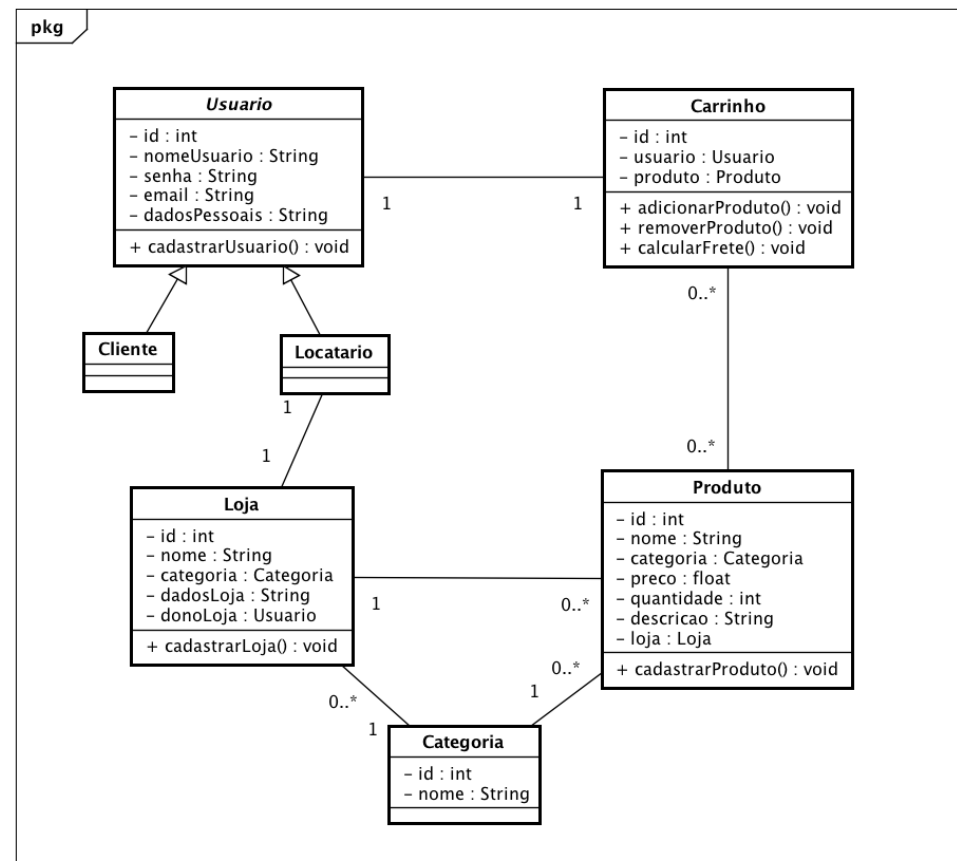 pkg
Usuario
- id : int
- nomeUsuario : String
- senha : String
- email : String
- dadosPessoais : String
+ cadastrarUsuario() : void
Carrinho
- id : int
- usuario : Usuario
- produto : Produto
+ adicionarProduto() : void
+ removerProduto() : void
+ calcularFrete() : void
1
1
0..*
Cliente
Locatario
1
1
0..*
Loja
- id : int
- nome : String
- categoria : Categoria
- dadosLoja : String
- donoLoja : Usuario
+ cadastrarLoja() : void
Produto
- id : int
- nome : String
- categoria : Categoria
- preco : float
- quantidade : int
- descricao : String
- loja : Loja
+ cadastrarProduto() : void
1
0..*
0..*
1
0..*
1
Categoria
- id : int
- nome : String